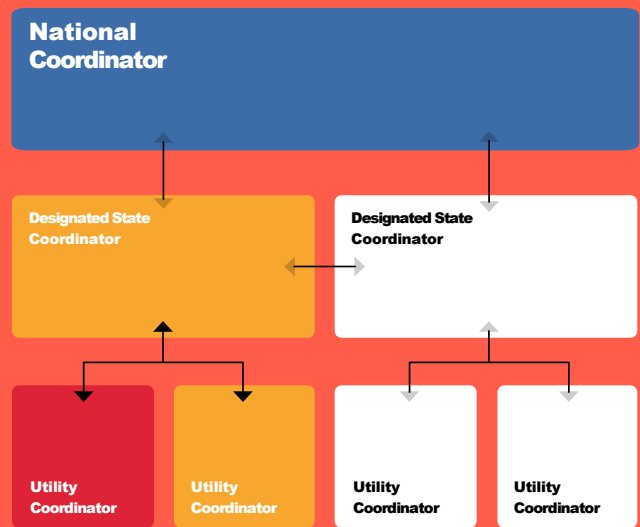 National
Coordinator
Designated State
Coordinator
Designated State
Coordinator
Utility
Coordinator
Utility
Coordinator
Utility
Coordinator
Utility
Coordinator